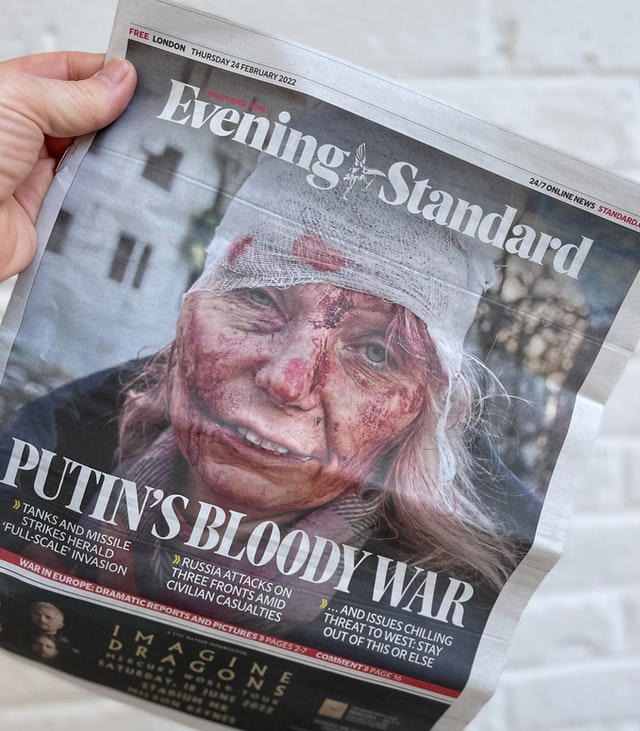 FREE LONDON THURSDAY 24 FEBRUARY 2022
24/7 ONLINE NEWS STANDARD.
Evening Standard
PUTIN'S BLOODY WAR
» TANKS AND MISSILE
STRIKES HERALD
'FULL-SCALE' INVASION
» RUSSIA ATTACKS ON
THREE FRONTS AMID
CIVILIAN CASUALTIES
» ...AND ISSUES CHILLING
THREAT TO WEST: STAY
OUT OF THIS OR ELSE
WAR IN EUROPE: DRAMATIC REPORTS AND PICTURES » PAGES 2-7 COMMENT » PAGE 16
IMAGINE
DRAGONS
MERCURY WORLD TOUR
SATURDAY 18 JUNE 2022
STADIUM MK
MILTON KEYNES